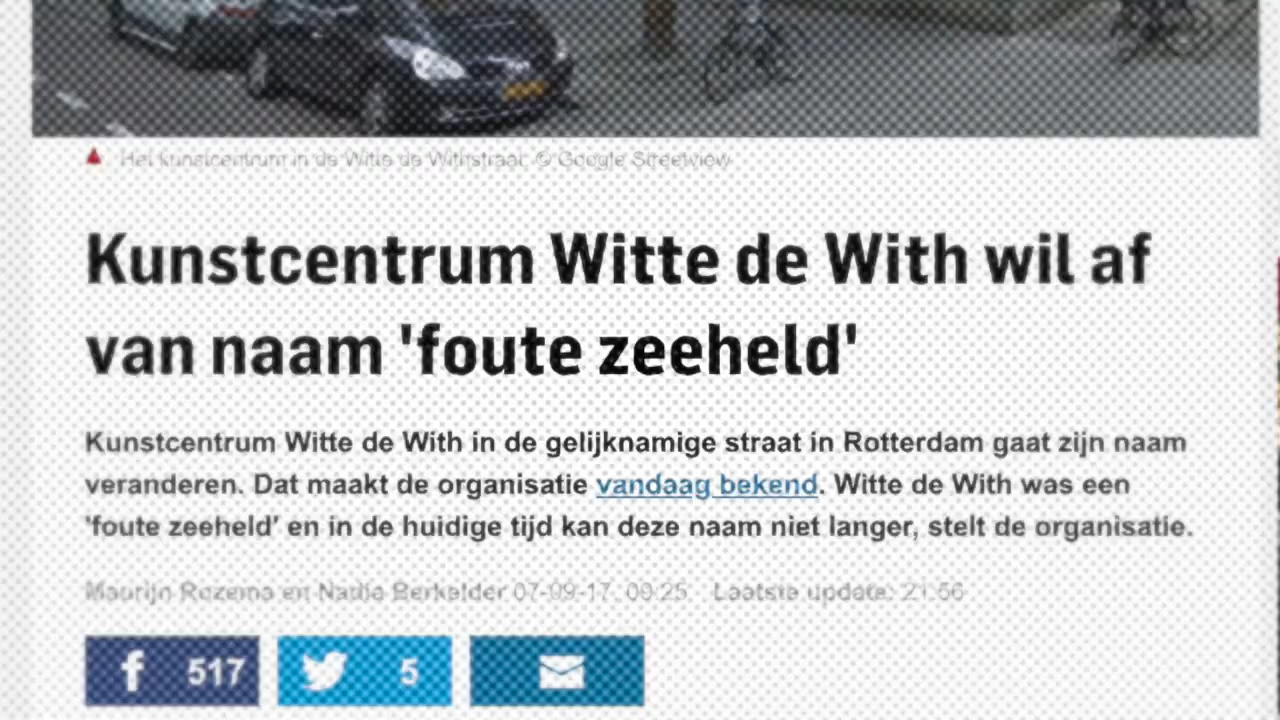 Het kunstcentrum in de Witte de Withstraat. © Google Streetview
Kunstcentrum Witte de With wil af
van naam 'foute zeeheld'
Kunstcentrum Witte de With in de gelijknamige straat in Rotterdam gaat zijn naam
veranderen. Dat maakt de organisatie vandaag bekend. Witte de With was een
'foute zeeheld' en in de huidige tijd kan deze naam niet langer, stelt de organisatie.
Maurijn Rozema en Nadia Berkelder 07-09-17, 09:25 Laatste update: 21:56
517 5